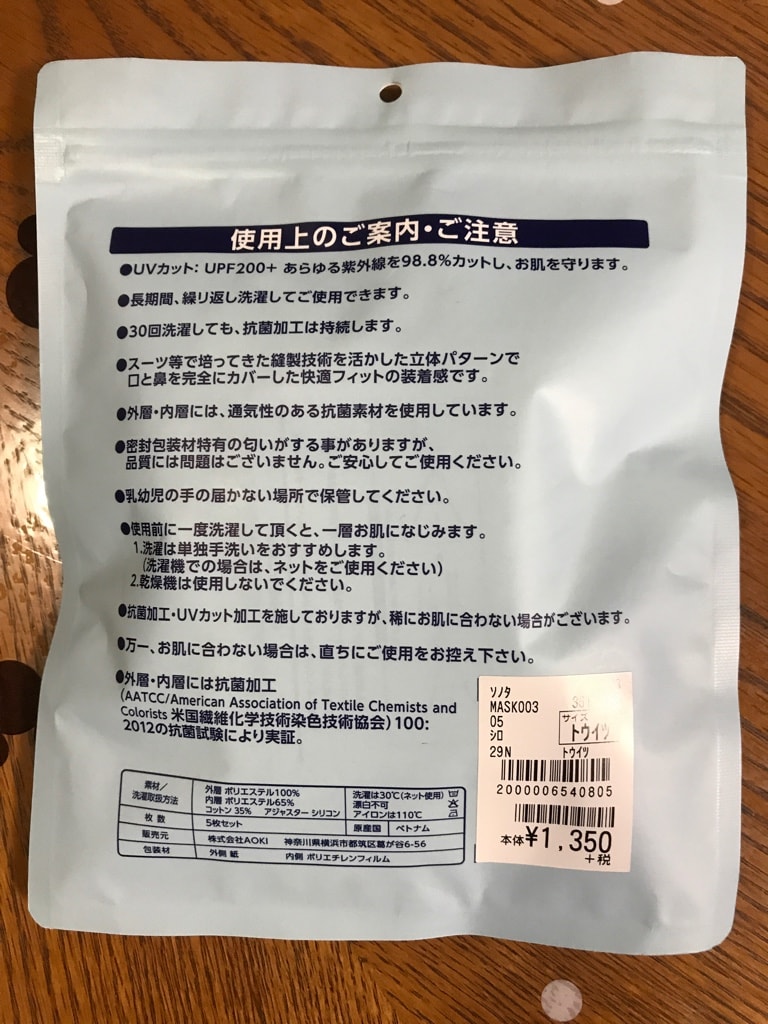 使用上のご案内・ご注意
●UVカット: UPF200+ あらゆる紫外線を98.8%カットし、お肌を守ります。
●長期間、繰り返し洗濯してご使用できます。
●30回洗濯しても、抗菌加工は持続します。
●スーツ等で培ってきた縫製技術を活かした立体パターンで
口と鼻を完全にカバーした快適フィットの装着感です。
●外層・内層には、通気性のある抗菌素材を使用しています。
●密封包装材特有の匂いがする事がありますが、
品質には問題はございません。ご安心してご使用ください。
●乳幼児の手の届かない場所で保管してください。
●使用前に一度洗濯して頂くと、一層お肌になじみます。
1.洗濯は単独手洗いをおすすめします。
(洗濯機での場合は、ネットをご使用ください)
2.乾燥機は使用しないでください。
●抗菌加工・UVカット加工を施しておりますが、稀にお肌に合わない場合がございます。
●万一、お肌に合わない場合は、直ちにご使用をお控え下さい。
●外層・内層には抗菌加工
(AATCC/American Association of Textile Chemists and
Colorists 米国繊維化学技術染色技術協会) 100:
2012の抗菌試験により実証。
素材/
洗濯取扱方法
外層 ポリエステル100%
内層 ポリエステル65%
コットン 35% アジャスター シリコン
洗濯は30℃(ネット使用)
漂白不可
アイロンは110℃
枚数 5枚セット 原産国 ベトナム
販売元 株式会社AOKI 神奈川県横浜市都筑区葛が谷6-56
包装材 外側 紙 内側 ポリエチレンフィルム
ソノタ
MASK003
05
シロ
29N
サイズ
トウイツ
トウイツ
2000006540805
本体¥1,350
+税